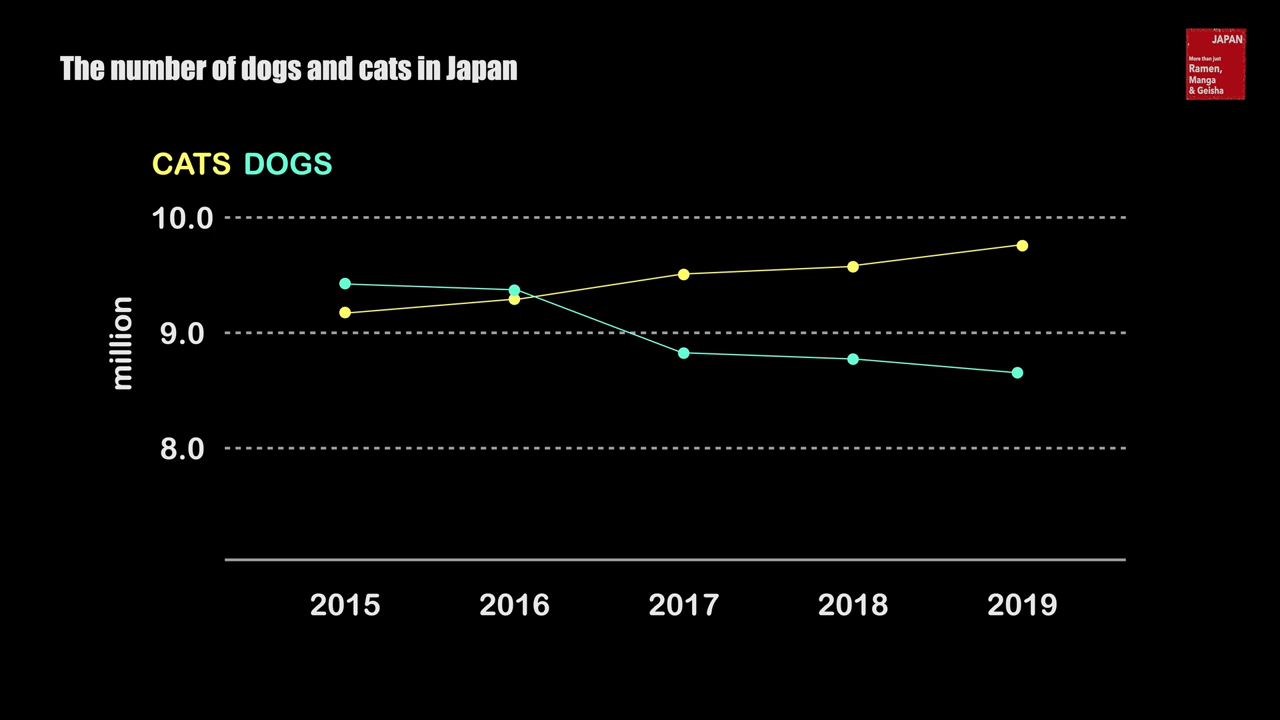 The number of dogs and cats in Japan
JAPAN
More than just
Ramen,
Manga
& Geisha
CATS DOGS
10.0
9.0
8.0
million
2015 2016 2017 2018 2019